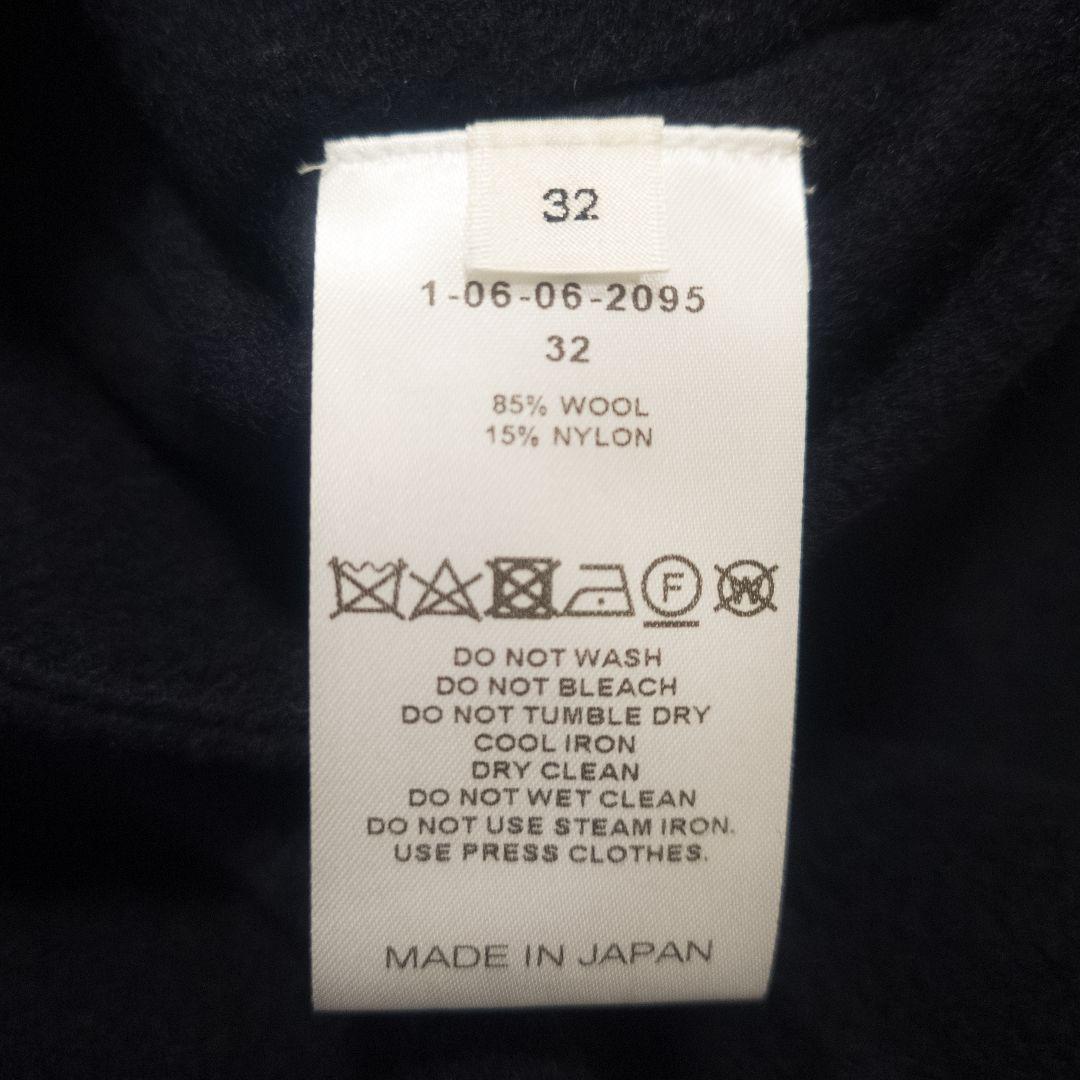 32
1-06-06-2095
32
85% WOOL
15% NYLON
F W
DO NOT WASH
DO NOT BLEACH
DO NOT TUMBLE DRY
COOL IRON
DRY CLEAN
DO NOT WET CLEAN
DO NOT USE STEAM IRON.
USE PRESS CLOTHES.
MADE IN JAPAN